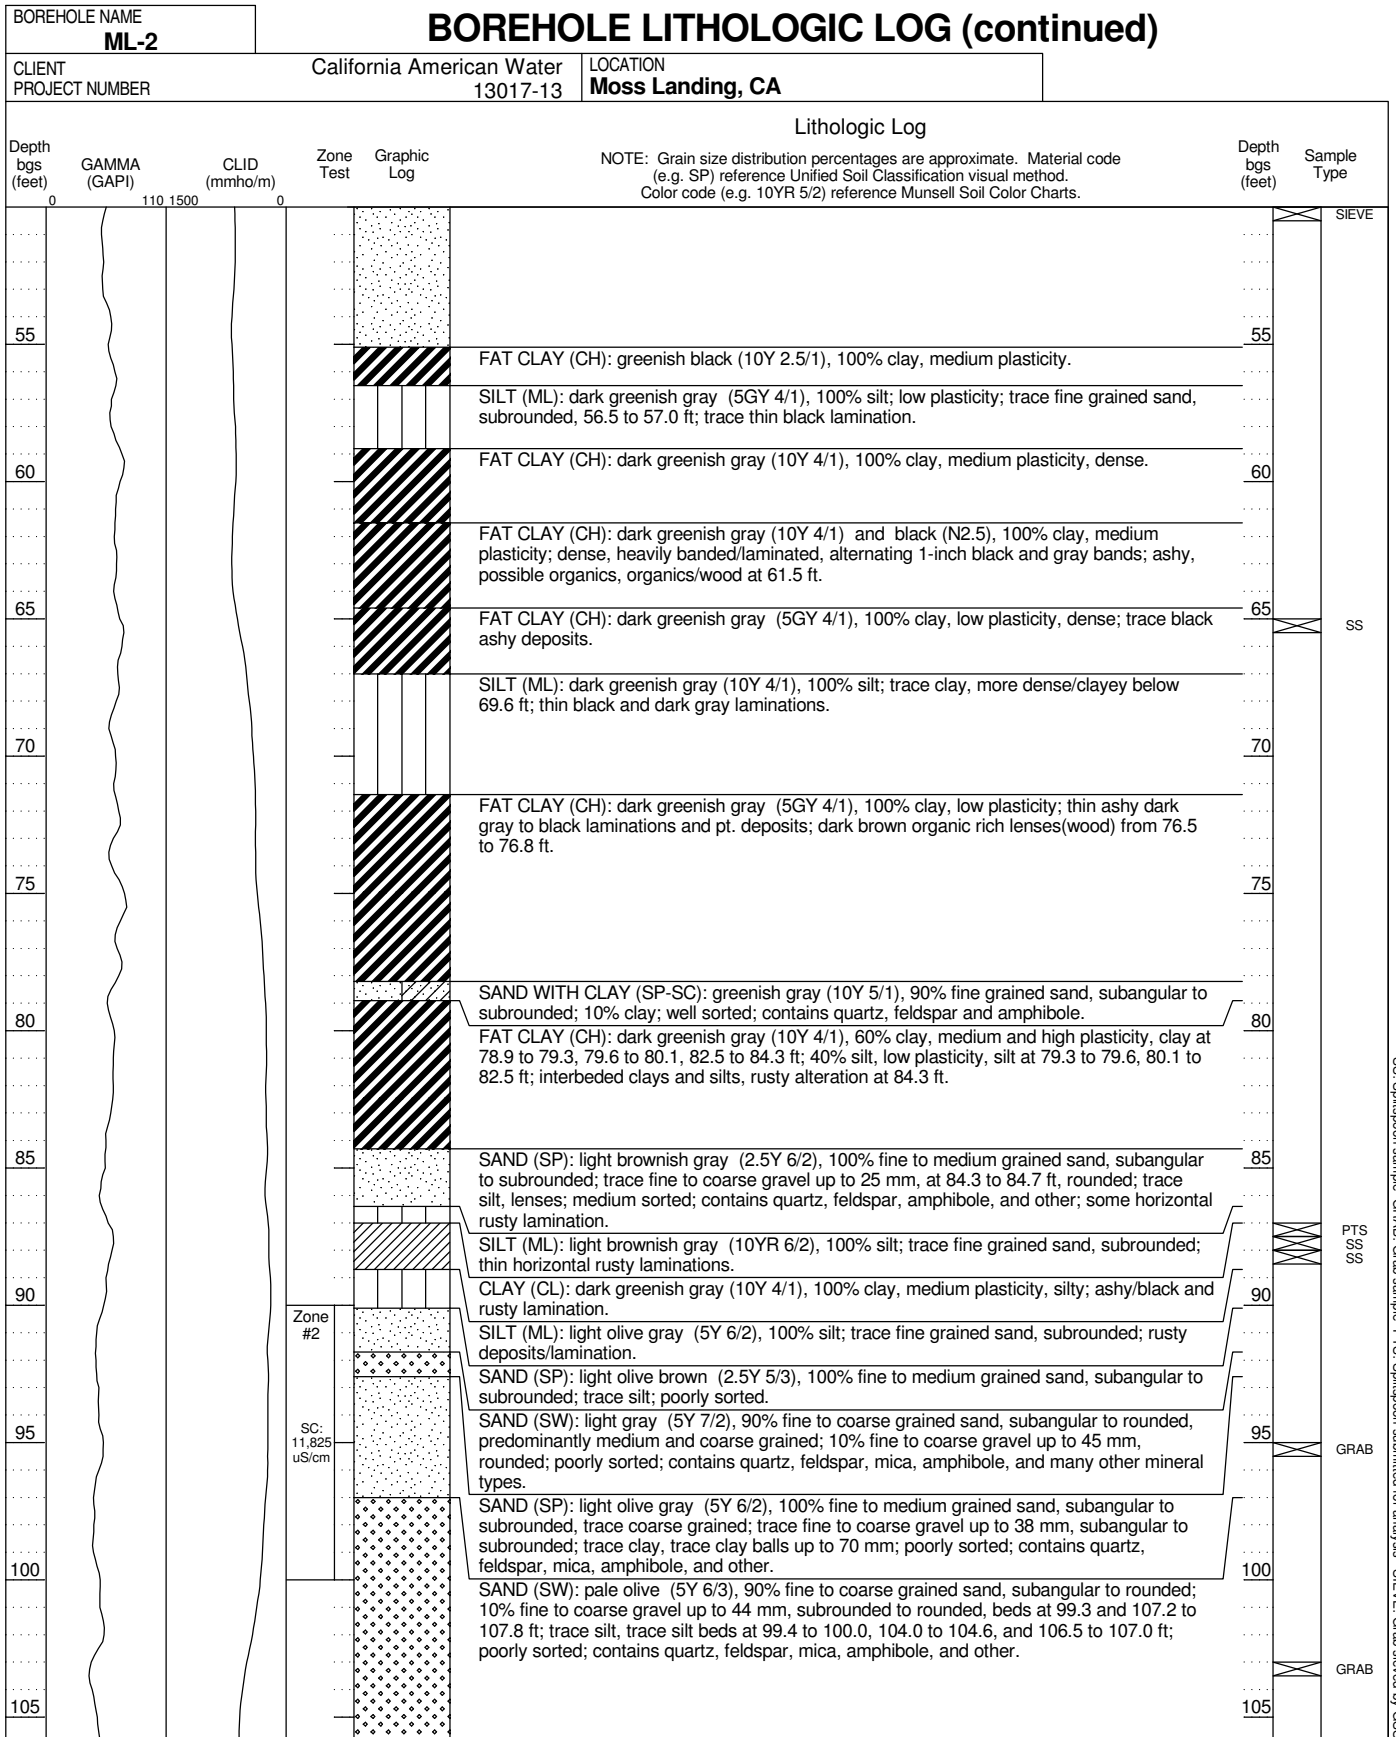 BOREHOLE NAME
ML-2
BOREHOLE LITHOLOGIC LOG (continued)
CLIENT California American Water
PROJECT NUMBER 13017-13
LOCATION
Moss Landing, CA
Lithologic Log
NOTE: Grain size distribution percentages are approximate. Material code
(e.g. SP) reference Unified Soil Classification visual method.
Color code (e.g. 10YR 5/2) reference Munsell Soil Color Charts.
Depth
bgs
(feet)
GAMMA
(GAPI)
CLID
(mmho/m)
Zone
Test
Graphic
Log
Depth
bgs
(feet)
Sample
Type
0 110 1500 0
SIEVE
55 55
FAT CLAY (CH): greenish black (10Y 2.5/1), 100% clay, medium plasticity.
SILT (ML): dark greenish gray (5GY 4/1), 100% silt; low plasticity; trace fine grained sand,
subrounded, 56.5 to 57.0 ft; trace thin black lamination.
FAT CLAY (CH): dark greenish gray (10Y 4/1), 100% clay, medium plasticity, dense.
60 60
FAT CLAY (CH): dark greenish gray (10Y 4/1) and black (N2.5), 100% clay, medium
plasticity; dense, heavily banded/laminated, alternating 1-inch black and gray bands; ashy,
possible organics, organics/wood at 61.5 ft.
65 65
FAT CLAY (CH): dark greenish gray (5GY 4/1), 100% clay, low plasticity, dense; trace black
ashy deposits.
SS
SILT (ML): dark greenish gray (10Y 4/1), 100% silt; trace clay, more dense/clayey below
69.6 ft; thin black and dark gray laminations.
70 70
FAT CLAY (CH): dark greenish gray (5GY 4/1), 100% clay, low plasticity; thin ashy dark
gray to black laminations and pt. deposits; dark brown organic rich lenses(wood) from 76.5
to 76.8 ft.
75 75
SAND WITH CLAY (SP-SC): greenish gray (10Y 5/1), 90% fine grained sand, subangular to
subrounded; 10% clay; well sorted; contains quartz, feldspar and amphibole.
80 80
FAT CLAY (CH): dark greenish gray (10Y 4/1), 60% clay, medium and high plasticity, clay at
78.9 to 79.3, 79.6 to 80.1, 82.5 to 84.3 ft; 40% silt, low plasticity, silt at 79.3 to 79.6, 80.1 to
82.5 ft; interbeded clays and silts, rusty alteration at 84.3 ft.
85 85
SAND (SP): light brownish gray (2.5Y 6/2), 100% fine to medium grained sand, subangular
to subrounded; trace fine to coarse gravel up to 25 mm, at 84.3 to 84.7 ft, rounded; trace
silt, lenses; medium sorted; contains quartz, feldspar, amphibole, and other; some horizontal
rusty lamination.
PTS
SS
SS
SILT (ML): light brownish gray (10YR 6/2), 100% silt; trace fine grained sand, subrounded;
thin horizontal rusty laminations.
CLAY (CL): dark greenish gray (10Y 4/1), 100% clay, medium plasticity, silty; ashy/black and
rusty lamination.
90 90
Zone
#2
SILT (ML): light olive gray (5Y 6/2), 100% silt; trace fine grained sand, subrounded; rusty
deposits/lamination.
SAND (SP): light olive brown (2.5Y 5/3), 100% fine to medium grained sand, subangular to
subrounded; trace silt; poorly sorted.
SAND (SW): light gray (5Y 7/2), 90% fine to coarse grained sand, subangular to rounded,
predominantly medium and coarse grained; 10% fine to coarse gravel up to 45 mm,
rounded; poorly sorted; contains quartz, feldspar, mica, amphibole, and many other mineral
types.
SC:
11,825
uS/cm
95 95
GRAB
SAND (SP): light olive gray (5Y 6/2), 100% fine to medium grained sand, subangular to
subrounded, trace coarse grained; trace fine to coarse gravel up to 38 mm, subangular to
subrounded; trace clay, trace clay balls up to 70 mm; poorly sorted; contains quartz,
feldspar, mica, amphibole, and other.
100 100
SAND (SW): pale olive (5Y 6/3), 90% fine to coarse grained sand, subangular to rounded;
10% fine to coarse gravel up to 44 mm, subrounded to rounded, beds at 99.3 and 107.2 to
107.8 ft; trace silt, trace silt beds at 99.4 to 100.0, 104.0 to 104.6, and 106.5 to 107.0 ft;
poorly sorted; contains quartz, feldspar, mica, amphibole, and other.
GRAB
105 105